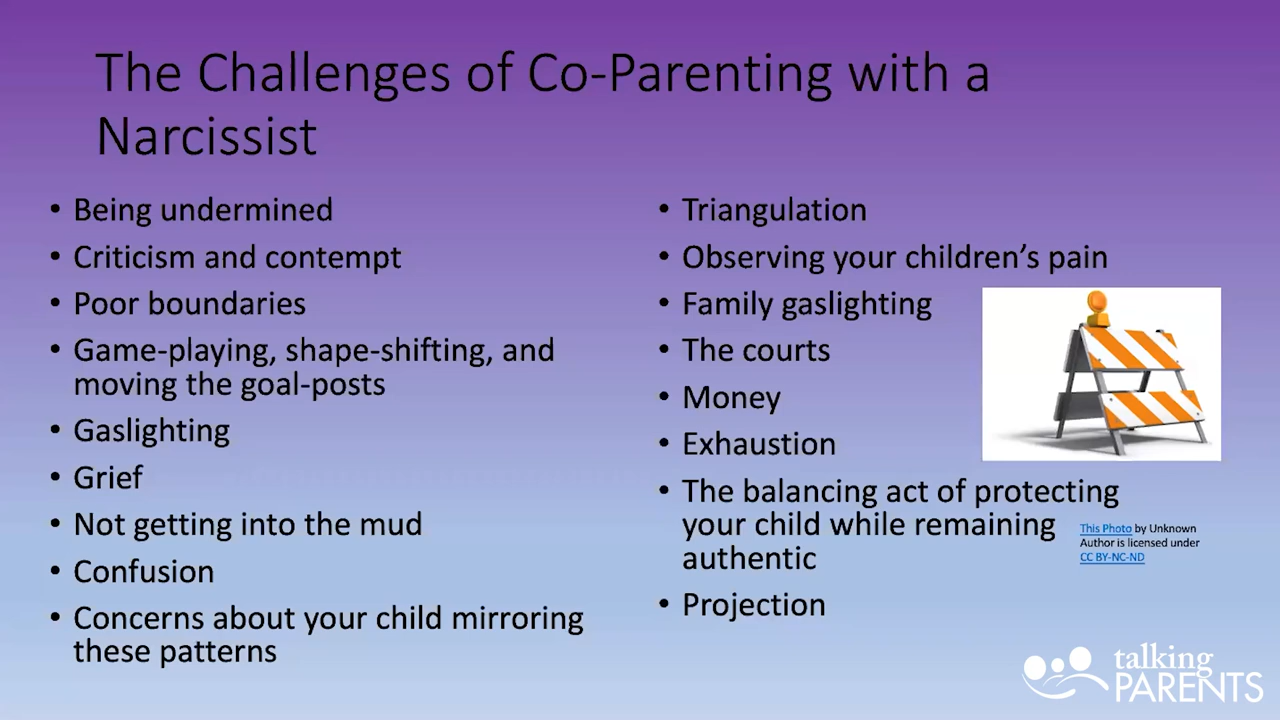 The Challenges of Co-Parenting with a
Narcissist
• Being undermined
• Criticism and contempt
• Poor boundaries
• Game-playing, shape-shifting, and
moving the goal-posts
• Gaslighting
• Grief
• Not getting into the mud
• Confusion
• Concerns about your child mirroring
these patterns
• Triangulation
• Observing your children’s pain
• Family gaslighting
• The courts
• Money
• Exhaustion
• The balancing act of protecting
your child while remaining
authentic
• Projection
This Photo by Unknown
Author is licensed under
CC BY-NC-ND
talking
PARENTS